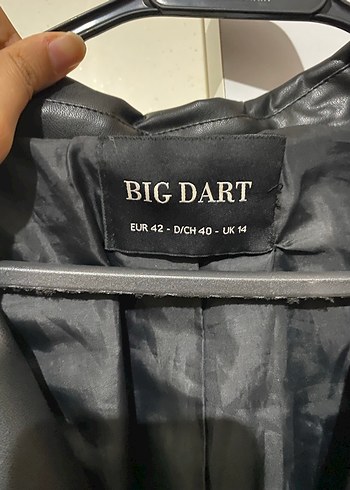 BIG DART
EUR 42 - D/CH 40 - UK 14